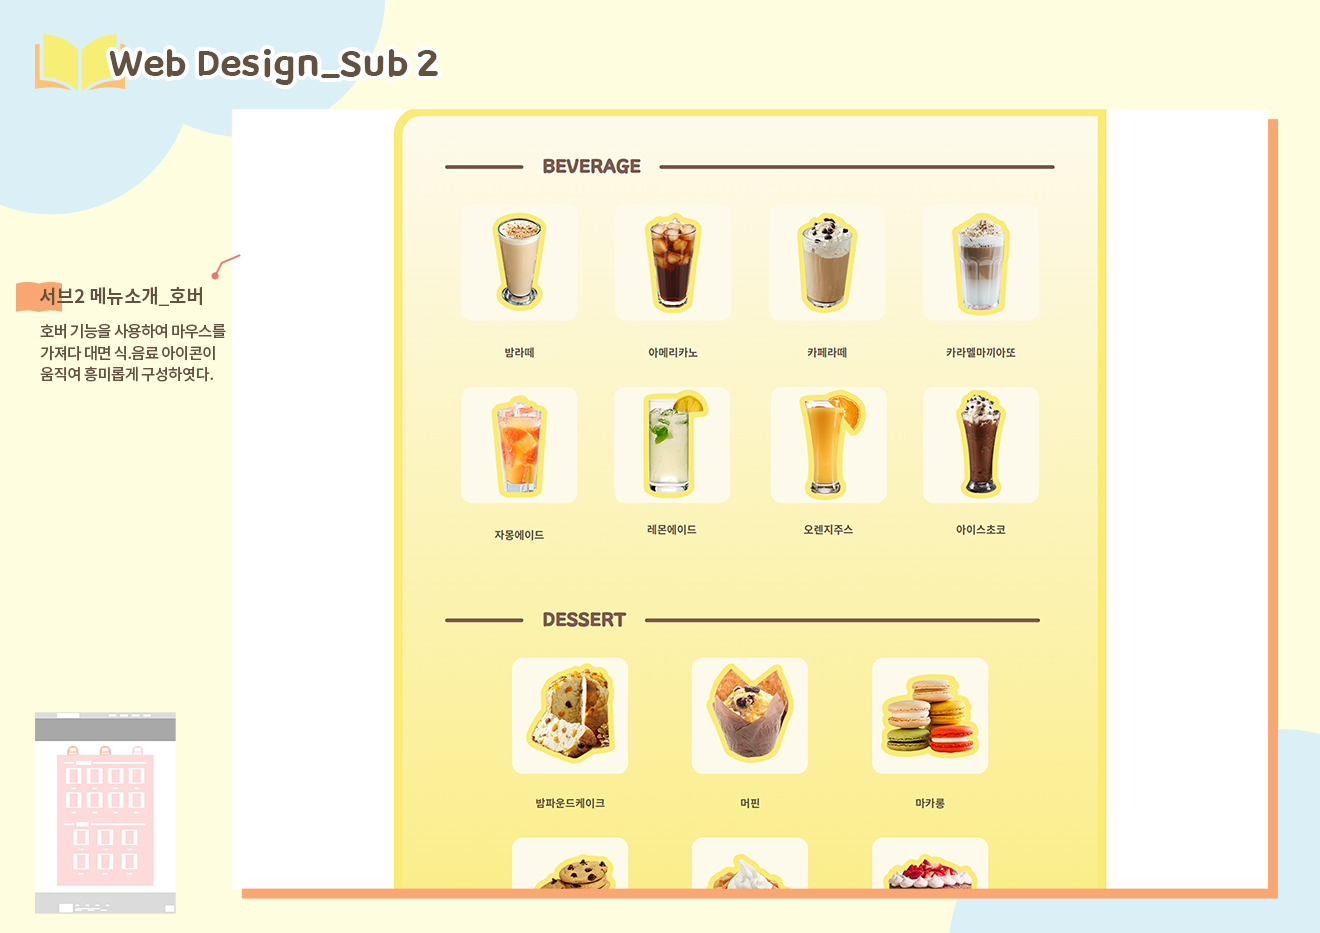 Web Design_Sub 2
서브2 메뉴소개_호버
호버 기능을 사용하여 마우스를
가져다 대면 식.음료 아이콘이
움직여 흥미롭게 구성하엿다.
BEVERAGE
밤라떼
아메리카노
카페라떼
카라멜마끼아또
자몽에이드
레몬에이드
오렌지주스
아이스초코
DESSERT
밤파운드케이크
머핀
마카롱